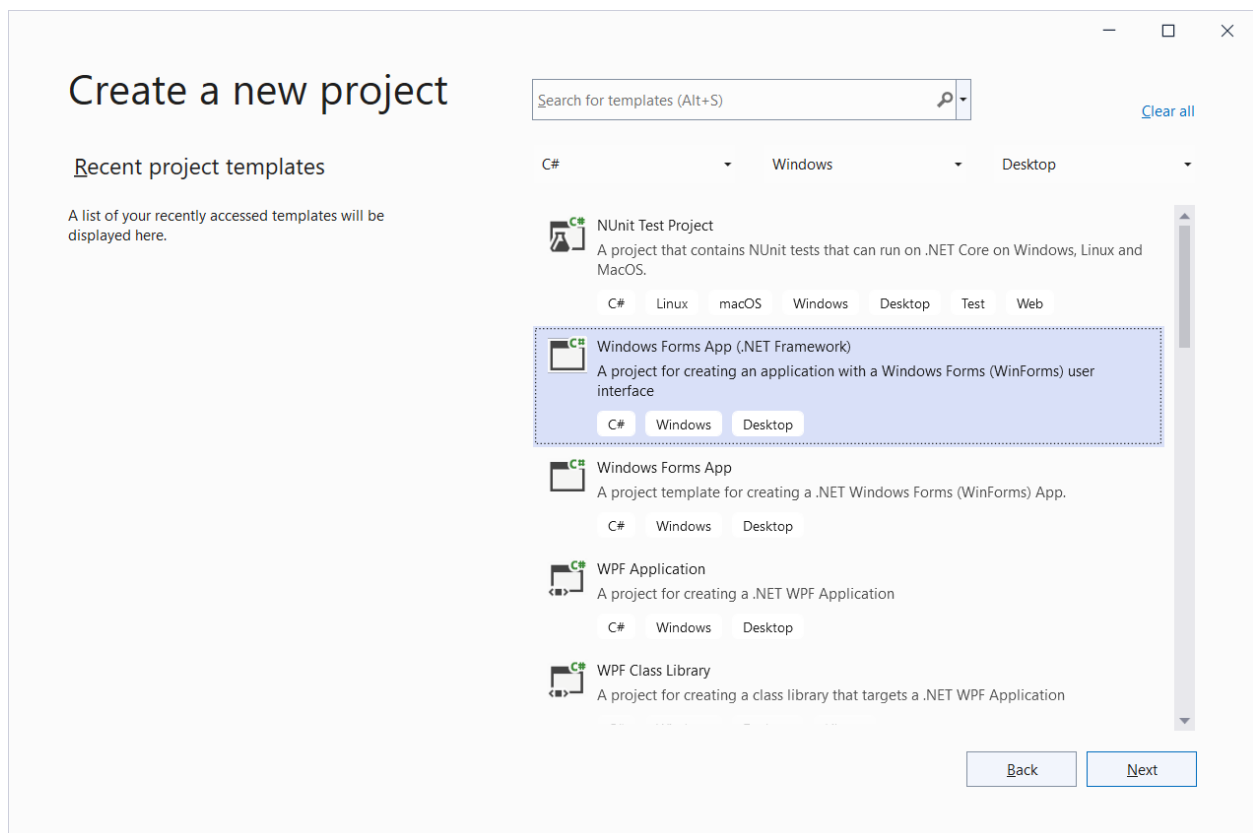 Create a new project
Search for templates (Alt+S)
Clear all
Recent project templates
A list of your recently accessed templates will be
displayed here.
C# Windows Desktop
C#
NUnit Test Project
A project that contains NUnit tests that can run on .NET Core on Windows, Linux and
MacOS.
C# Linux macOS Windows Desktop Test Web
C#
Windows Forms App (.NET Framework)
A project for creating an application with a Windows Forms (WinForms) user
interface
C# Windows Desktop
C#
Windows Forms App
A project template for creating a .NET Windows Forms (WinForms) App.
C# Windows Desktop
C#
WPF Application
A project for creating a .NET WPF Application
C# Windows Desktop
C#
WPF Class Library
A project for creating a class library that targets a .NET WPF Application
Back Next